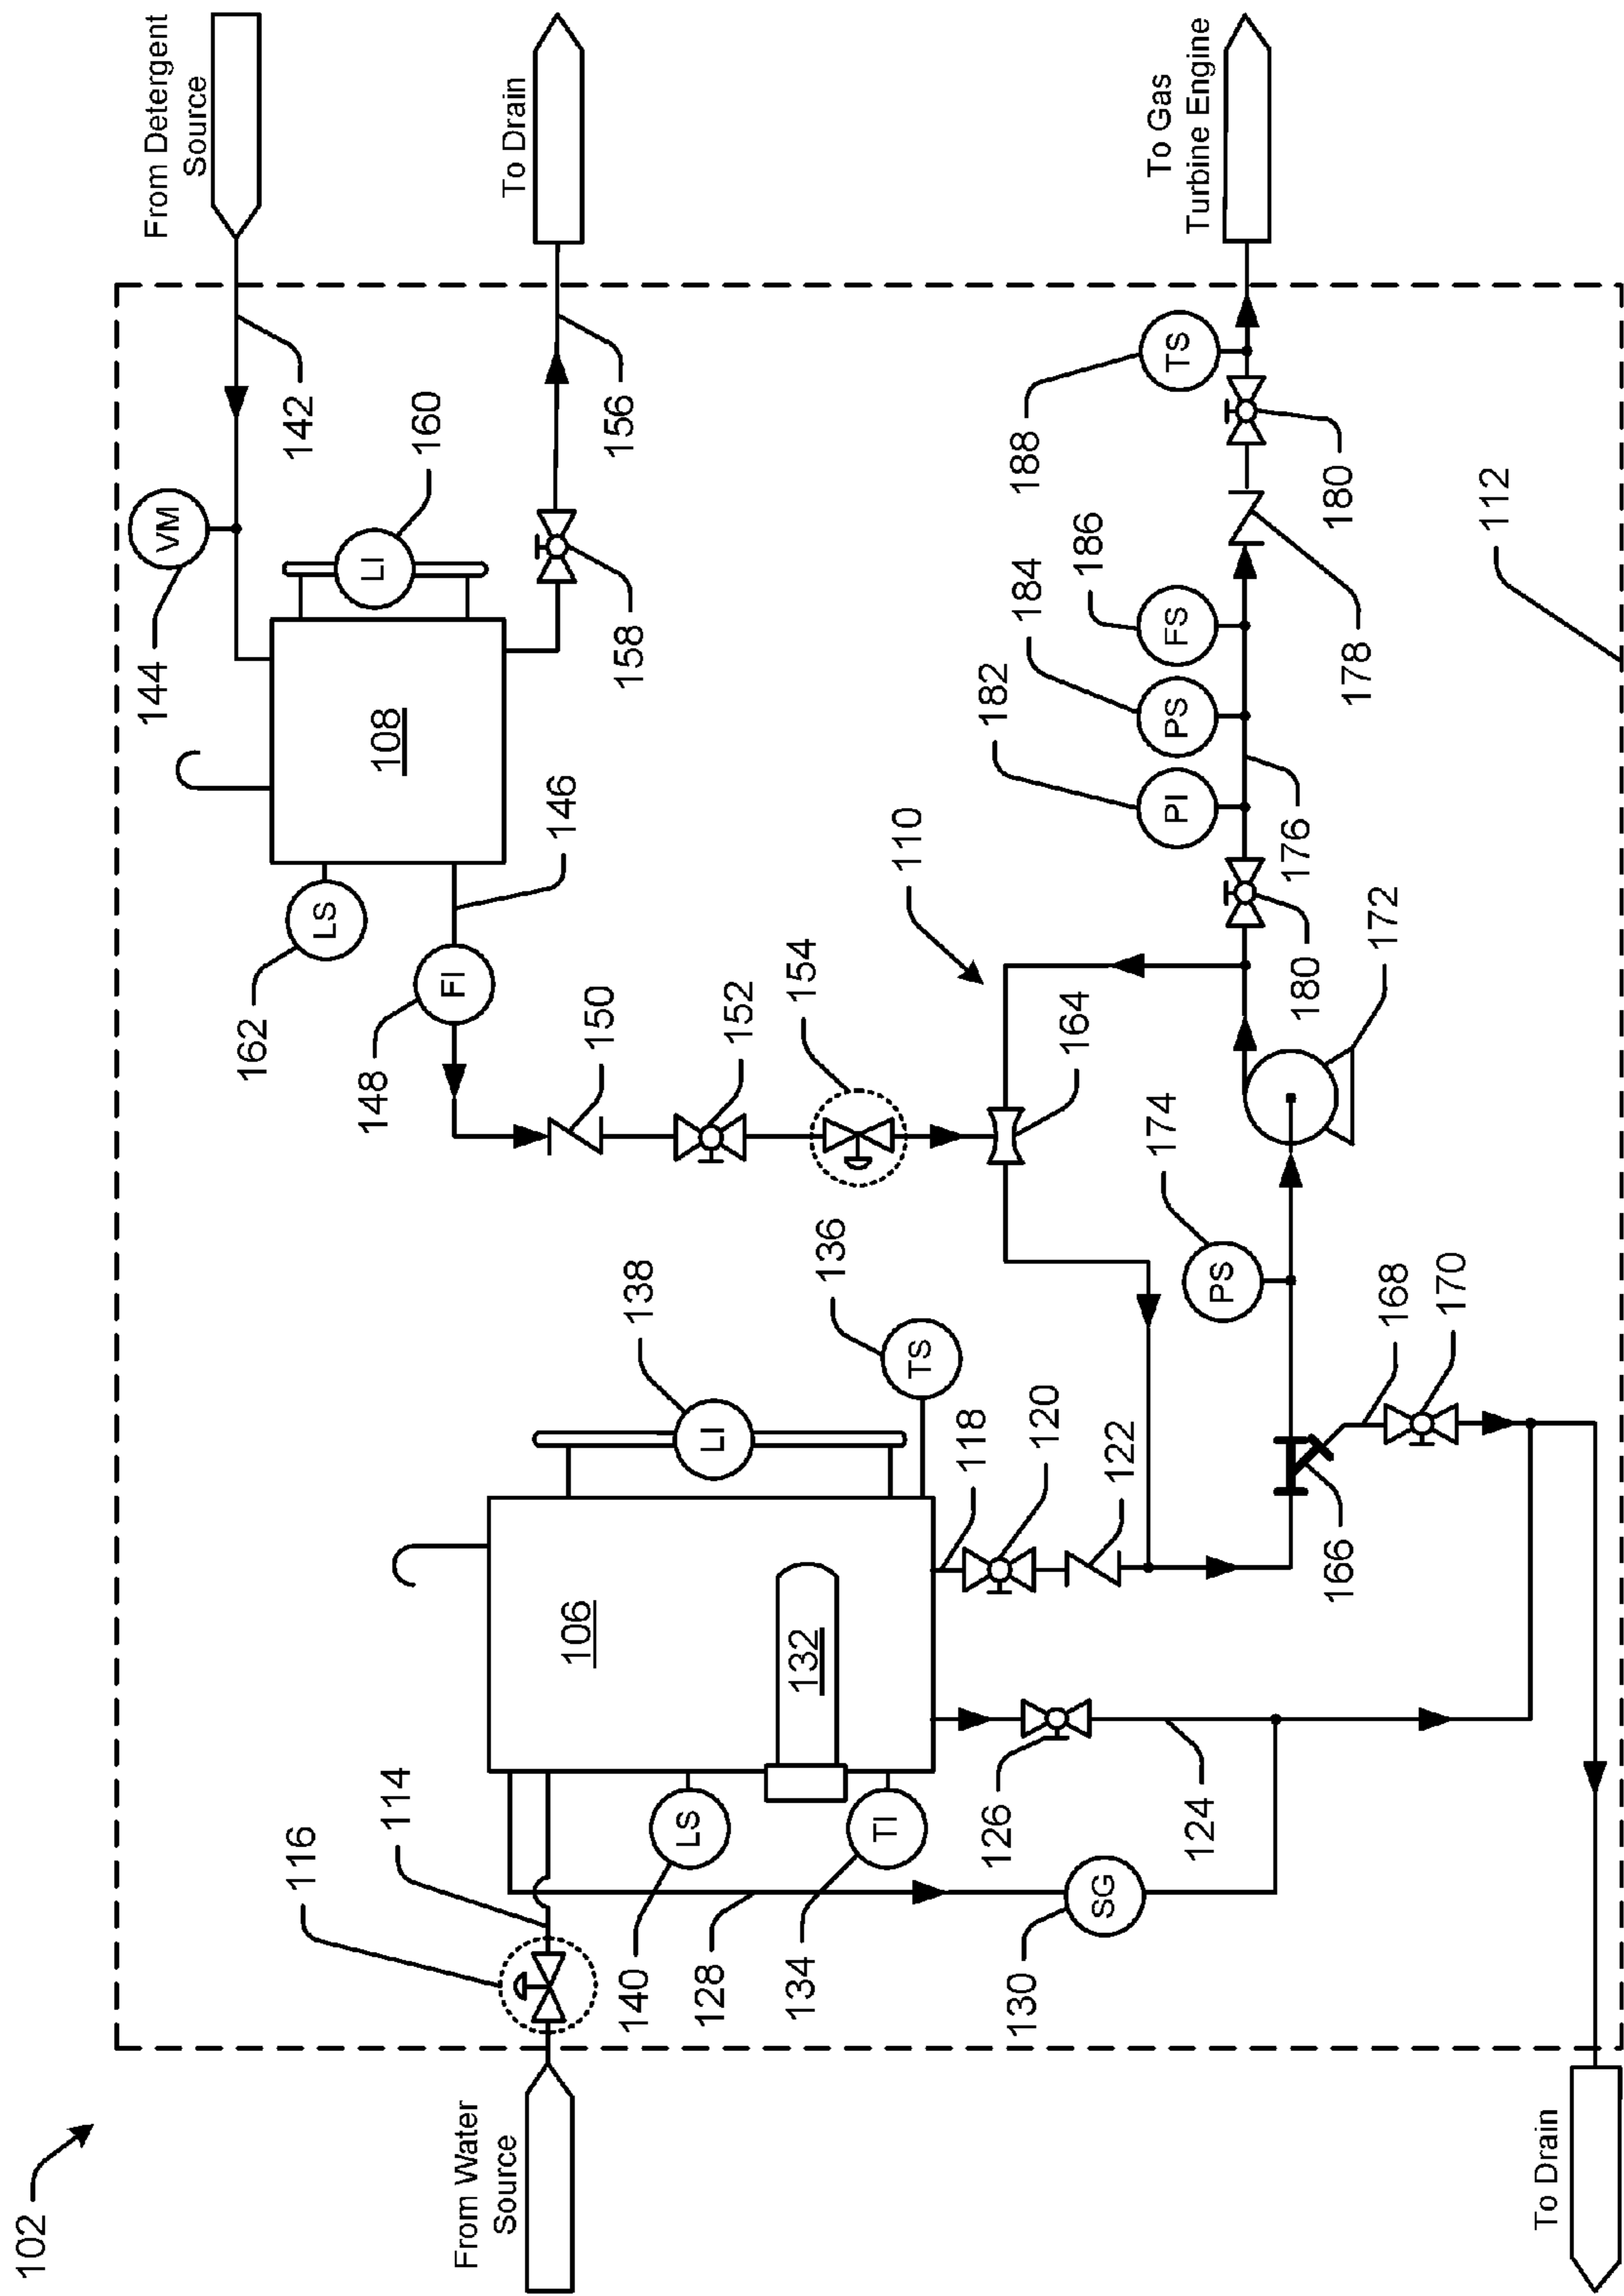 102
From Water
Source
116
114
106
132
LS
140
TI
134
128
SG
130
126
124
LI
138
TS
136
118
120
122
To Drain
166
168
170
PS
174
172
110
164
154
152
150
FI
148
146
LS
162
108
LI
160
VM
144
142
From Detergent
Source
To Drain
156
158
180
176
PI
182
PS
184
FS
186
178
180
TS
188
To Gas
Turbine Engine
112